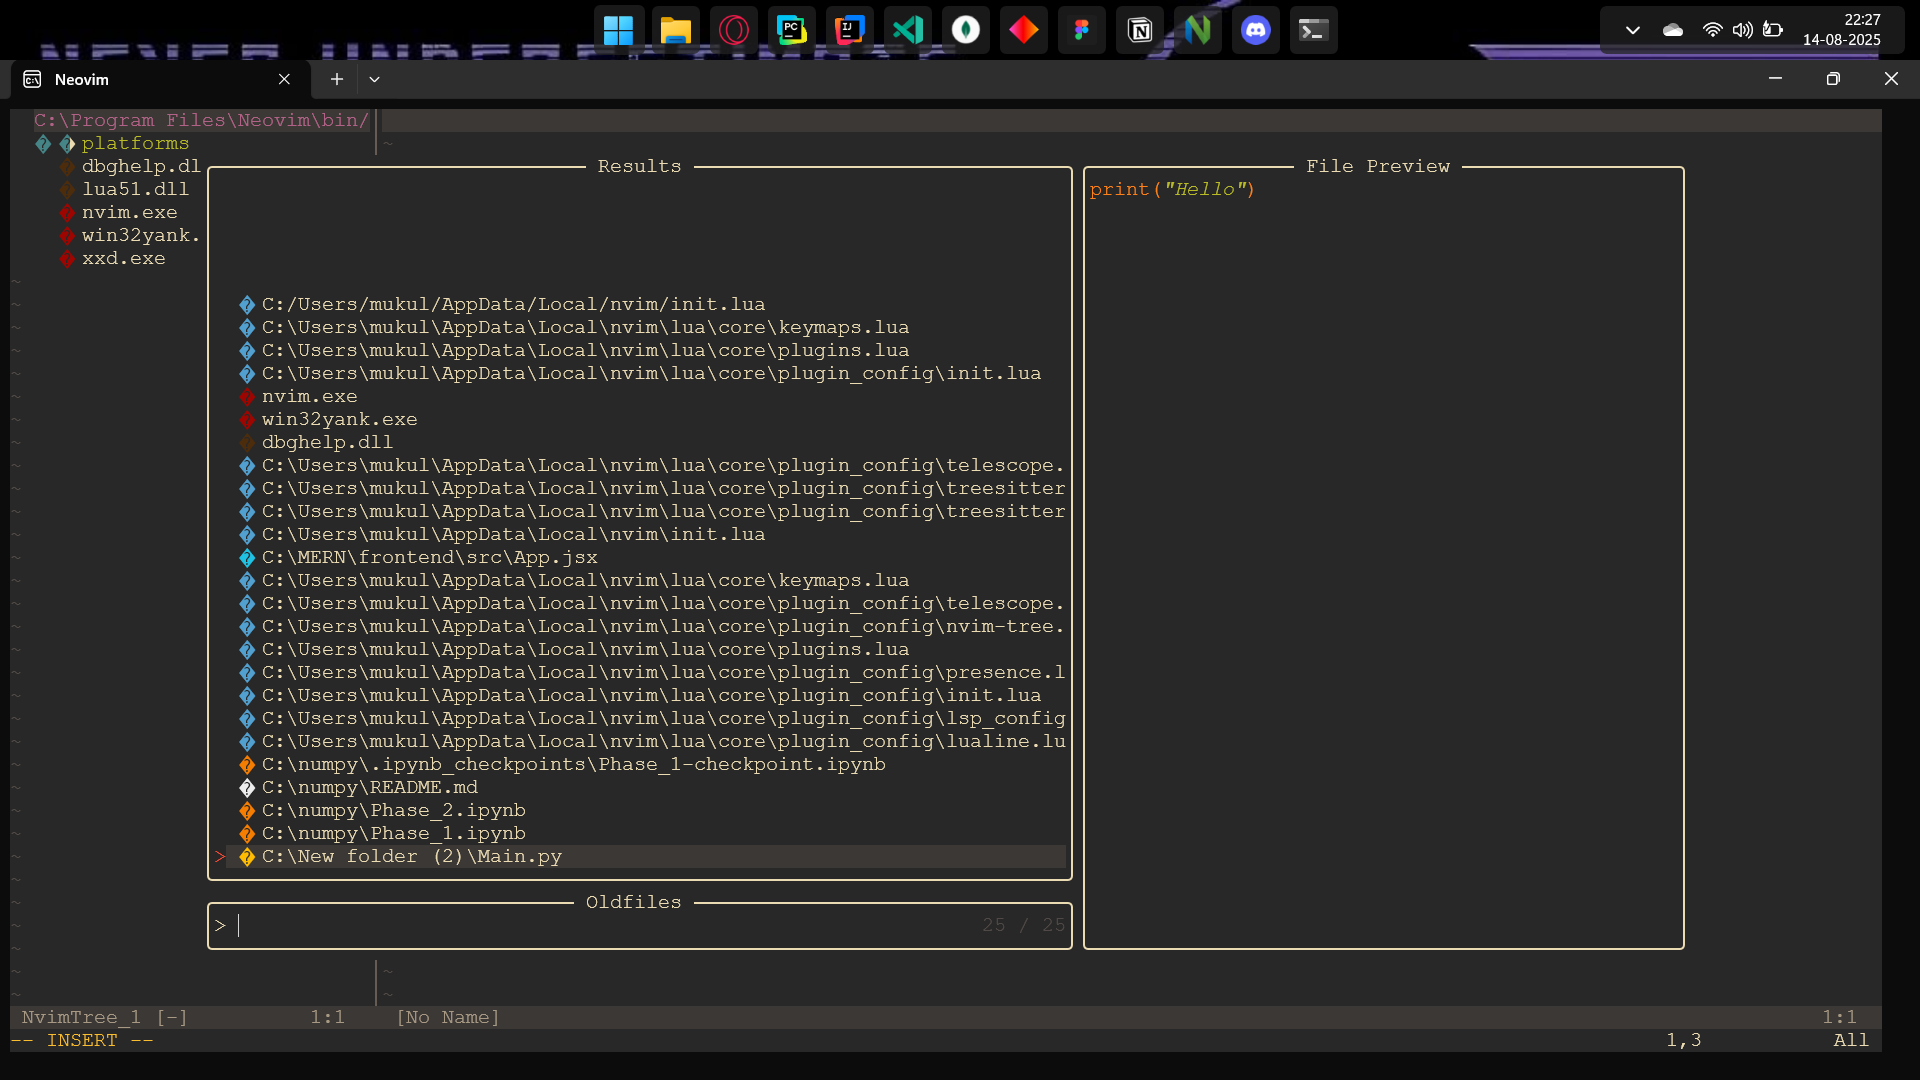 22:27
14-08-2025
Neovim
C:\Program Files\Neovim\bin/
platforms
dbghelp.dl
lua51.dll
nvim.exe
win32yank.
xxd.exe
Results
C:/Users/mukul/AppData/Local/nvim/init.lua
C:\Users\mukul\AppData\Local\nvim\lua\core\keymaps.lua
C:\Users\mukul\AppData\Local\nvim\lua\core\plugins.lua
C:\Users\mukul\AppData\Local\nvim\lua\core\plugin_config\init.lua
nvim.exe
win32yank.exe
dbghelp.dll
C:\Users\mukul\AppData\Local\nvim\lua\core\plugin_config\telescope.
C:\Users\mukul\AppData\Local\nvim\lua\core\plugin_config\treesitter
C:\Users\mukul\AppData\Local\nvim\lua\core\plugin_config\treesitter
C:\Users\mukul\AppData\Local\nvim\init.lua
C:\MERN\frontend\src\App.jsx
C:\Users\mukul\AppData\Local\nvim\lua\core\keymaps.lua
C:\Users\mukul\AppData\Local\nvim\lua\core\plugin_config\telescope.
C:\Users\mukul\AppData\Local\nvim\lua\core\plugin_config\nvim-tree.
C:\Users\mukul\AppData\Local\nvim\lua\core\plugins.lua
C:\Users\mukul\AppData\Local\nvim\lua\core\plugin_config\presence.l
C:\Users\mukul\AppData\Local\nvim\lua\core\plugin_config\init.lua
C:\Users\mukul\AppData\Local\nvim\lua\core\plugin_config\lsp_config
C:\Users\mukul\AppData\Local\nvim\lua\core\plugin_config\lualine.lu
C:\numpy\.ipynb_checkpoints\Phase_1-checkpoint.ipynb
C:\numpy\README.md
C:\numpy\Phase_2.ipynb
C:\numpy\Phase_1.ipynb
> C:\New folder (2)\Main.py
Oldfiles
> 25 / 25
File Preview
print("Hello")
NvimTree_1 [-] 1:1 [No Name] 1:1
-- INSERT -- 1,3 All